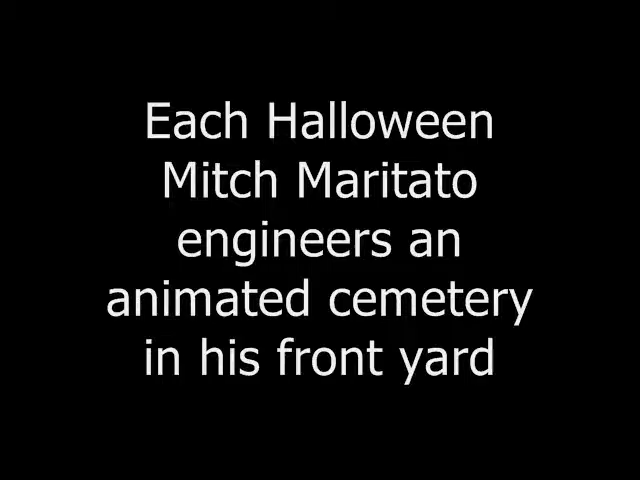 Each Halloween
Mitch Maritato
engineers an
animated cemetery
in his front yard